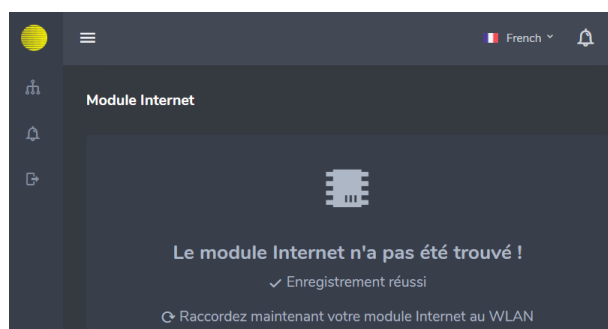 French
Module Internet
Le module Internet n'a pas été trouvé !
Enregistrement réussi
Raccordez maintenant votre module Internet au WLAN